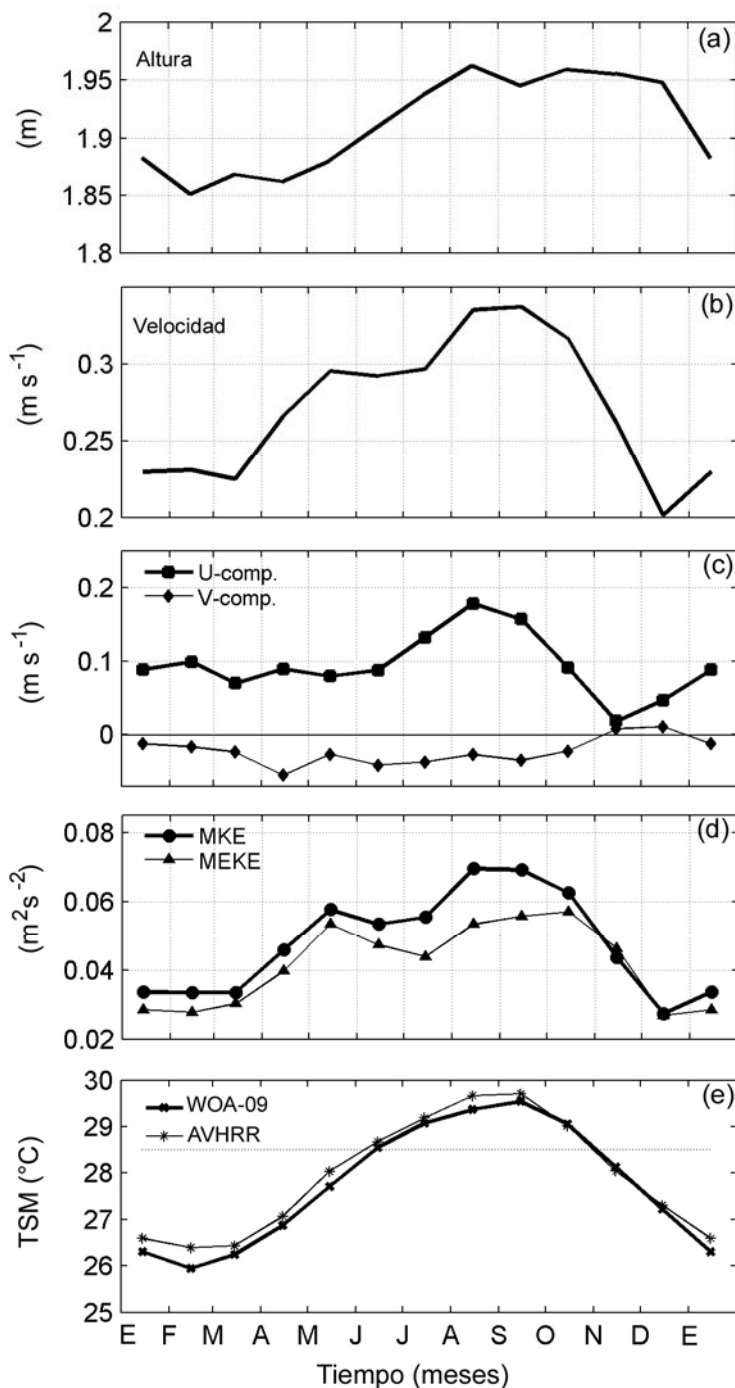 (a)
Altura
2
1.95
1.9
1.85
1.8
(m)
(b)
Velocidad
0.3
0.25
0.2
(m s⁻¹)
(c)
U-comp.
V-comp.
0.2
0.1
0
(m s⁻¹)
(d)
MKE
MEKE
0.08
0.06
0.04
0.02
(m²s⁻²)
(e)
WOA-09
AVHRR
30
29
28
27
26
25
TSM (°C)
E F M A M J J A S O N D E
Tiempo (meses)